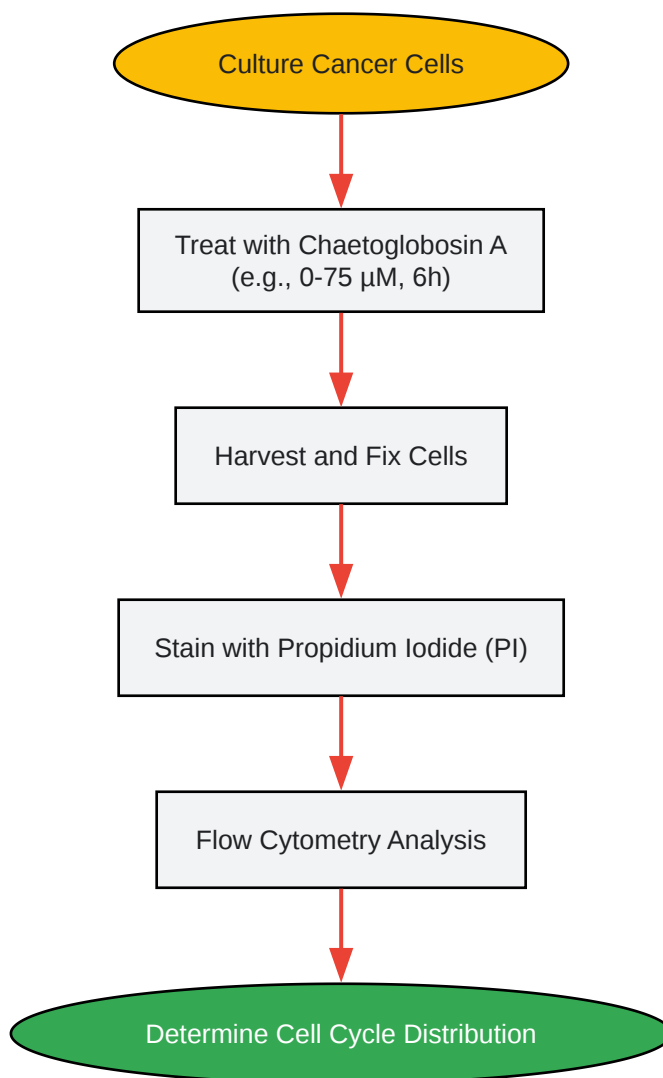 Culture Cancer Cells
Treat with Chaetoglobosin A
(e.g., 0-75 µM, 6h)
Harvest and Fix Cells
Stain with Propidium Iodide (PI)
Flow Cytometry Analysis
Determine Cell Cycle Distribution